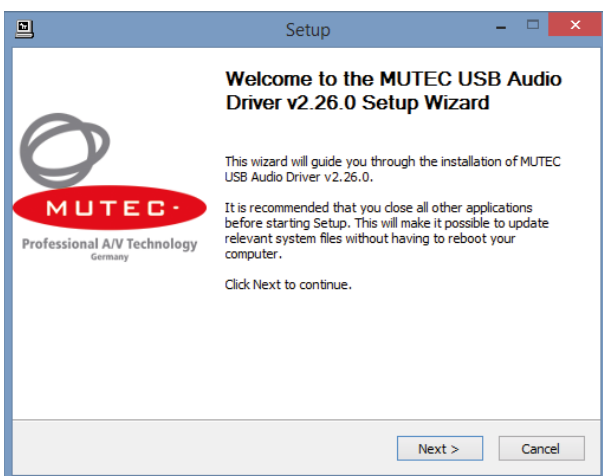 Setup
Welcome to the MUTEC USB Audio
Driver v2.26.0 Setup Wizard
This wizard will guide you through the installation of MUTEC
USB Audio Driver v2.26.0.
It is recommended that you close all other applications
before starting Setup. This will make it possible to update
relevant system files without having to reboot your
computer.
Click Next to continue.
MUTEC
Professional A/V Technology
Germany
Next >
Cancel